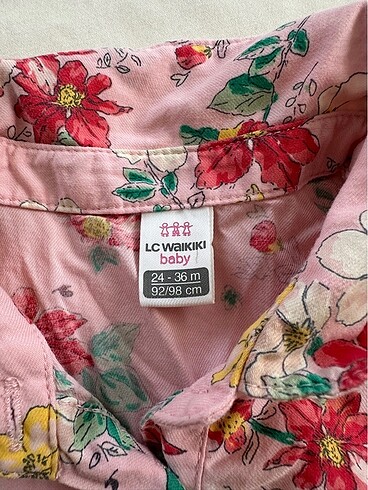 LC WAIKIKI
baby
24 - 36 m
92/98 cm